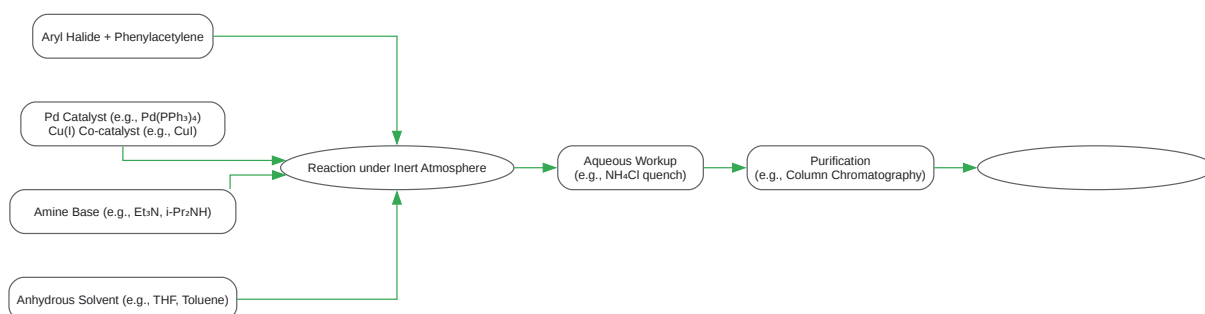 Aryl Halide + Phenylacetylene
Pd Catalyst (e.g., Pd(PPh₃)₄)
Cu(I) Co-catalyst (e.g., CuI)
Amine Base (e.g., Et₃N, i-Pr₂NH)
Anhydrous Solvent (e.g., THF, Toluene)
Reaction under Inert Atmosphere
Aqueous Workup
(e.g., NH₄Cl quench)
Purification
(e.g., Column Chromatography)